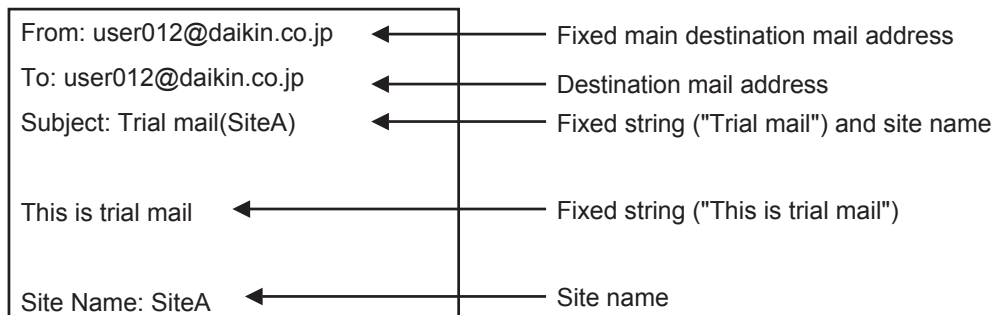 From: user012@daikin.co.jp Fixed main destination mail address
To: user012@daikin.co.jp Destination mail address
Subject: Trial mail(SiteA) Fixed string ("Trial mail") and site name
This is trial mail Fixed string ("This is trial mail")
Site Name: SiteA Site name